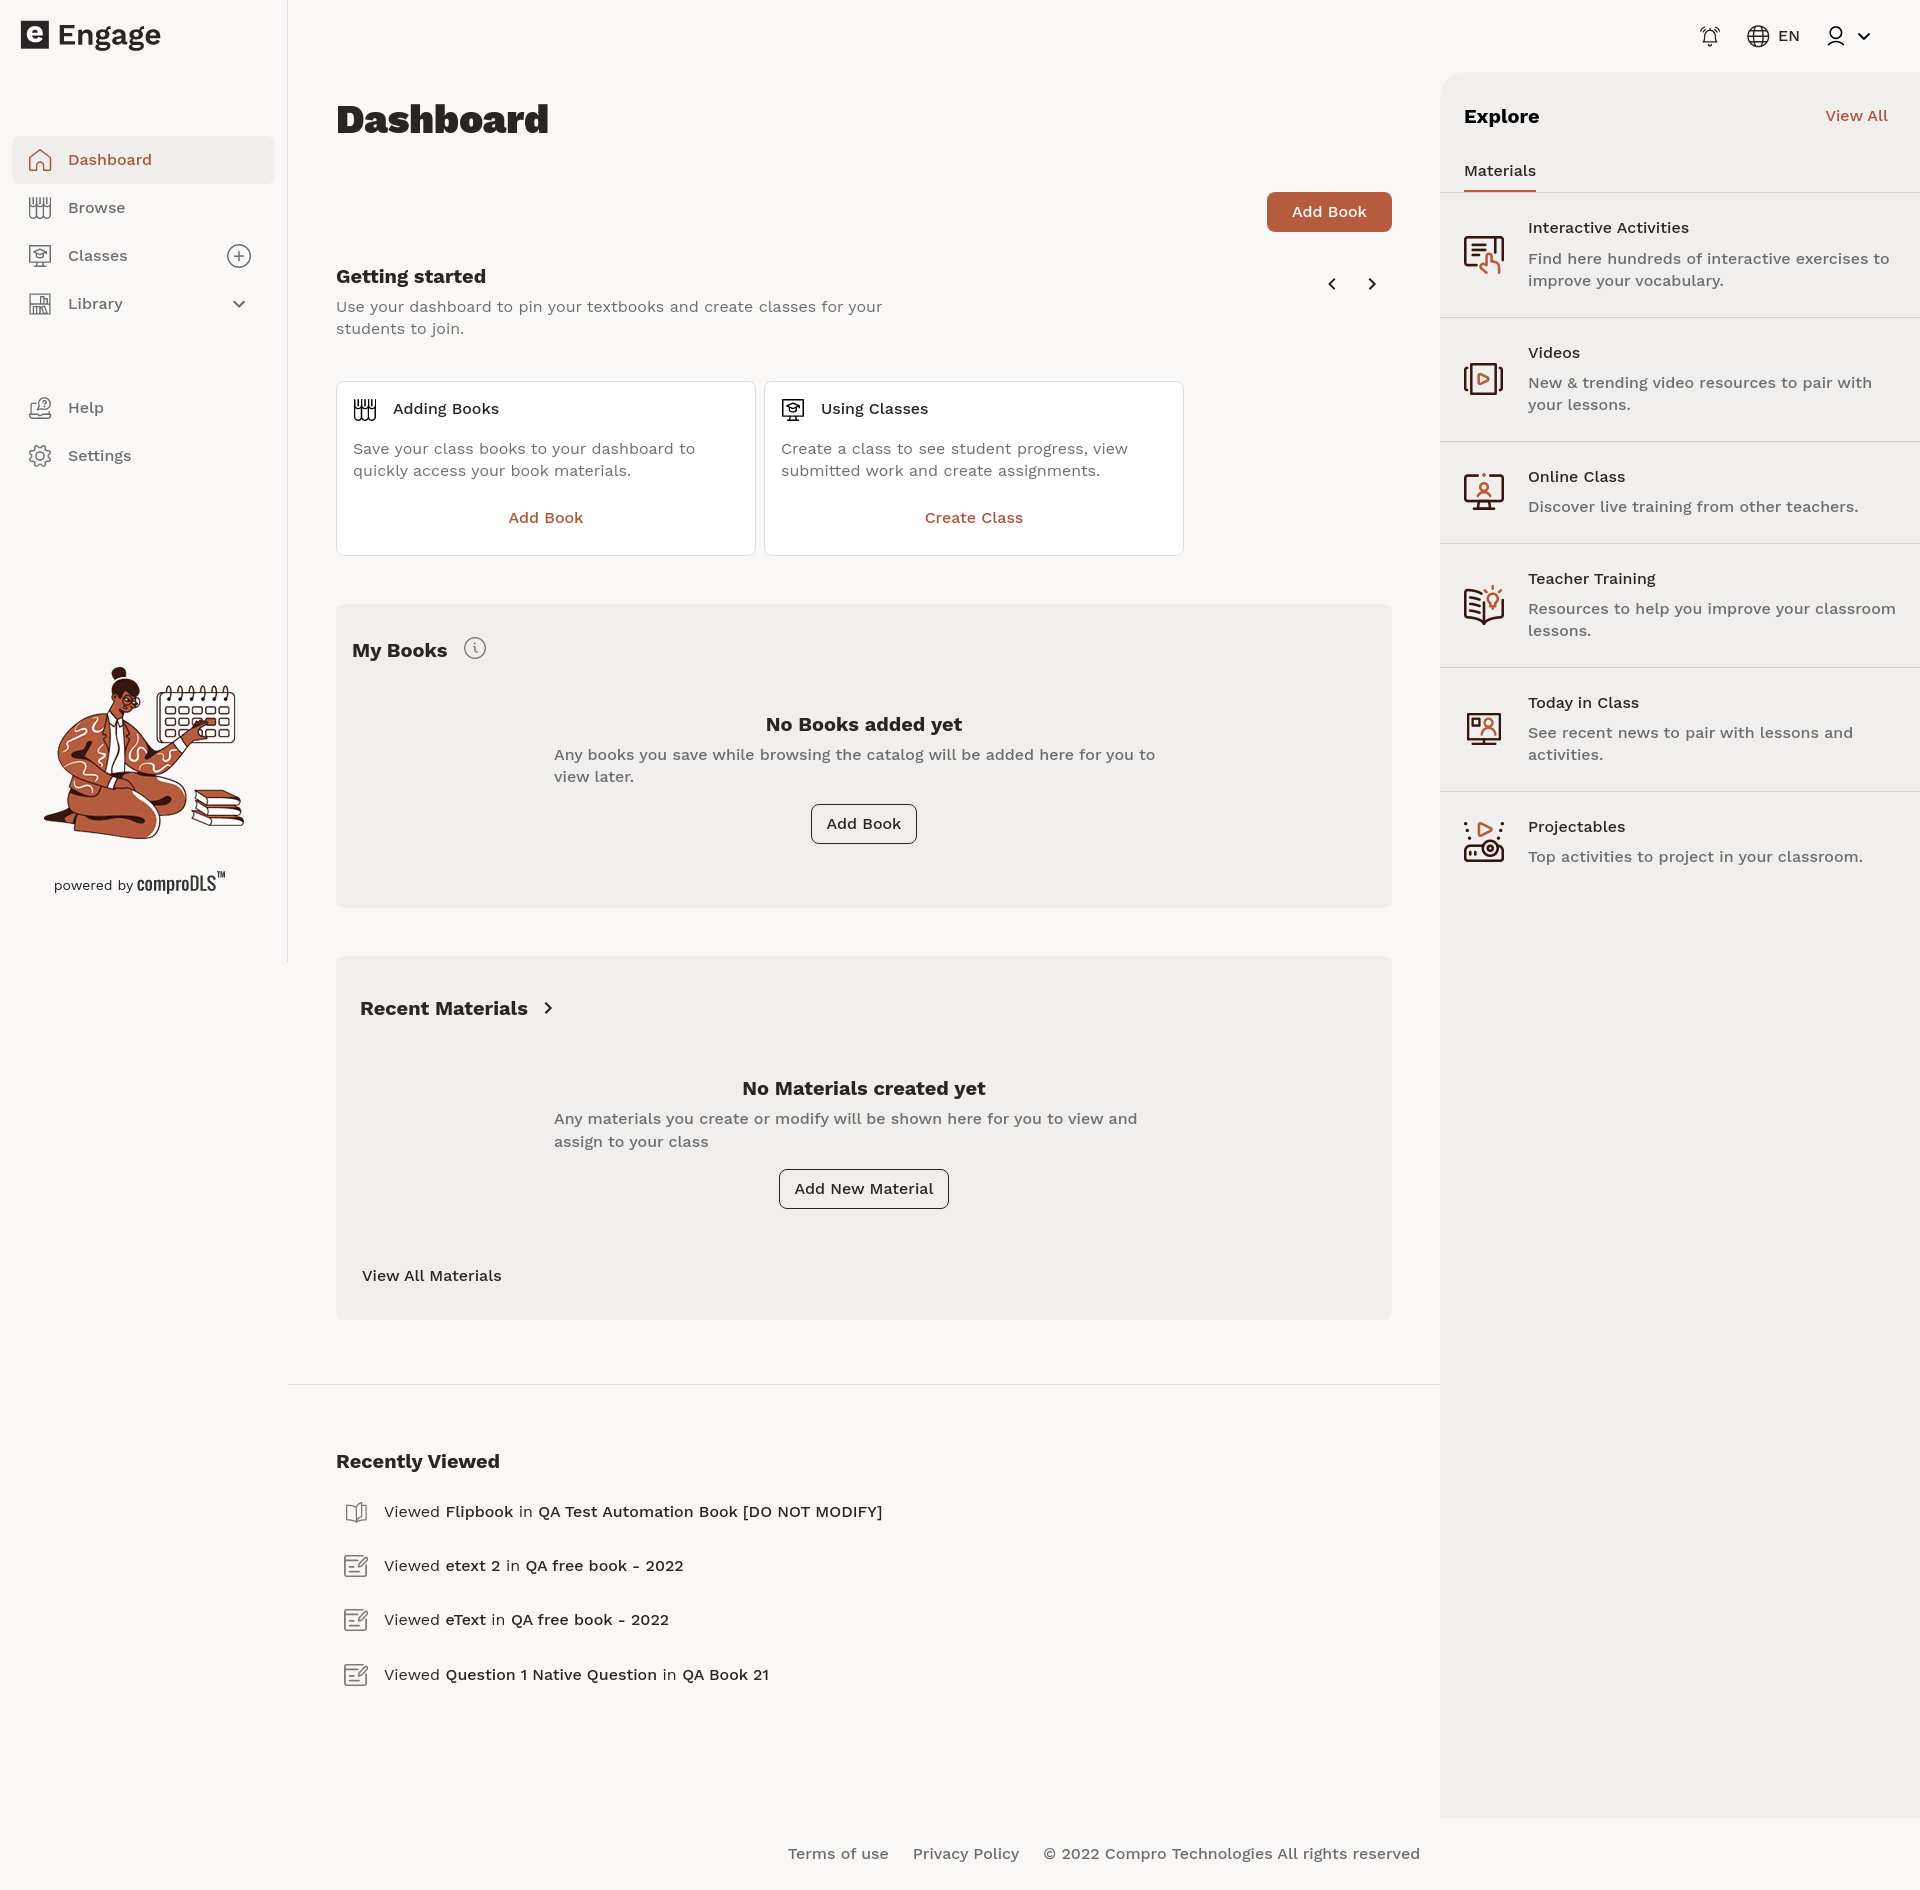 e Engage
EN
Dashboard
Browse
Classes
Library
Help
Settings
powered by comproDLS™
Dashboard
Add Book
Getting started
Use your dashboard to pin your textbooks and create classes for your
students to join.
Adding Books
Save your class books to your dashboard to
quickly access your book materials.
Add Book
Using Classes
Create a class to see student progress, view
submitted work and create assignments.
Create Class
My Books
No Books added yet
Any books you save while browsing the catalog will be added here for you to
view later.
Add Book
Recent Materials
No Materials created yet
Any materials you create or modify will be shown here for you to view and
assign to your class
Add New Material
View All Materials
Recently Viewed
Viewed Flipbook in QA Test Automation Book [DO NOT MODIFY]
Viewed etext 2 in QA free book - 2022
Viewed eText in QA free book - 2022
Viewed Question 1 Native Question in QA Book 21
Explore
View All
Materials
Interactive Activities
Find here hundreds of interactive exercises to
improve your vocabulary.
Videos
New & trending video resources to pair with
your lessons.
Online Class
Discover live training from other teachers.
Teacher Training
Resources to help you improve your classroom
lessons.
Today in Class
See recent news to pair with lessons and
activities.
Projectables
Top activities to project in your classroom.
Terms of use Privacy Policy © 2022 Compro Technologies All rights reserved